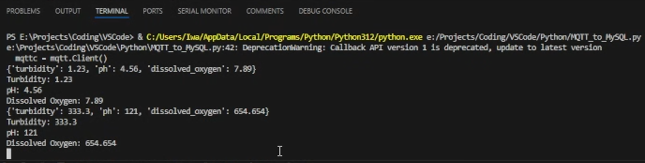 PROBLEMS OUTPUT TERMINAL PORTS SERIAL MONITOR COMMENTS DEBUG CONSOLE
PS E:\Projects\Coding\VSCode> & C:/Users/Iwa/AppData/Local/Programs/Python/Python312/python.exe e:/Projects/Coding/VSCode/Python/MQTT_to_MySQL.py
e:\Projects\Coding\VSCode\Python\MQTT_to_MySQL.py:42: DeprecationWarning: Callback API version 1 is deprecated, update to latest version
mqttc = mqtt.Client()
{'turbidity': 1.23, 'ph': 4.56, 'dissolved_oxygen': 7.89}
Turbidity: 1.23
pH: 4.56
Dissolved Oxygen: 7.89
{'turbidity': 333.3, 'ph': 121, 'dissolved_oxygen': 654.654}
Turbidity: 333.3
pH: 121
Dissolved Oxygen: 654.654